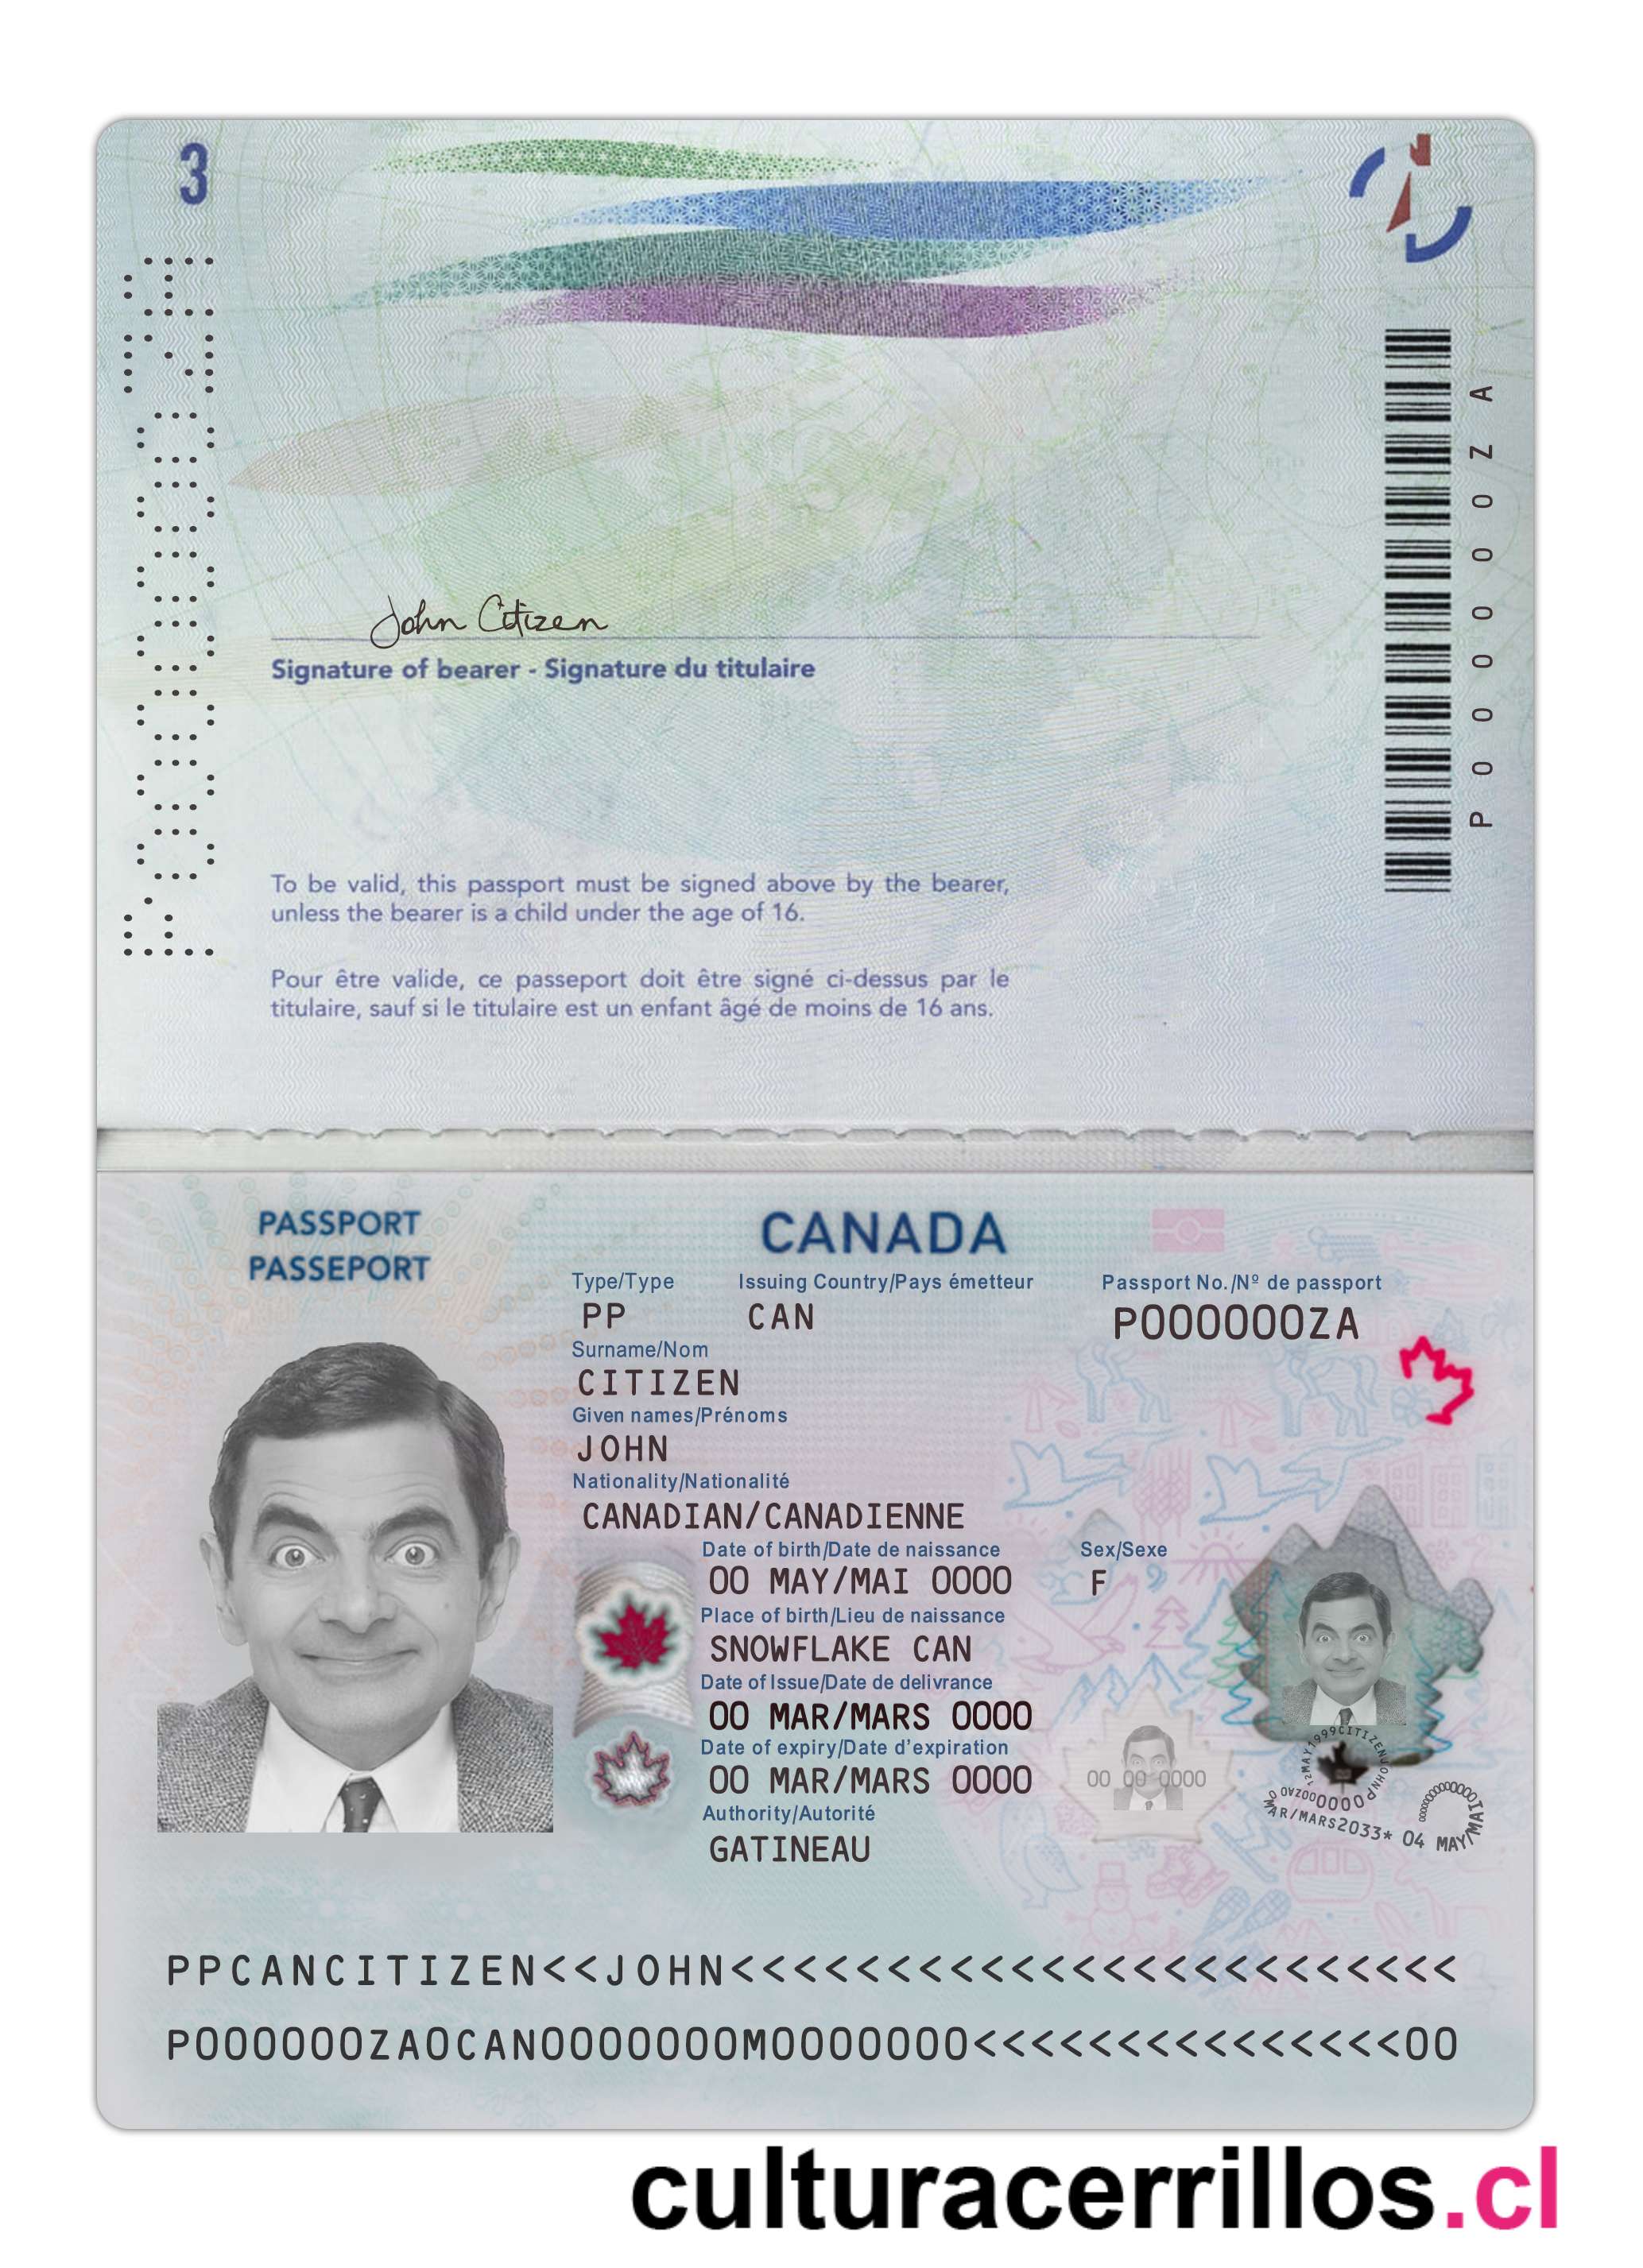 3
P000000ZA
P000000ZA
John Citizen
Signature of bearer - Signature du titulaire
To be valid, this passport must be signed above by the bearer,
unless the bearer is a child under the age of 16.
Pour être valide, ce passeport doit être signé ci-dessus par le
titulaire, sauf si le titulaire est un enfant âgé de moins de 16 ans.
PASSPORT
PASSEPORT
CANADA
Type/Type Issuing Country/Pays émetteur Passport No./Nº de passport
PP CAN P000000ZA
Surname/Nom
CITIZEN
Given names/Prénoms
JOHN
Nationality/Nationalité
CANADIAN/CANADIENNE
Date of birth/Date de naissance Sex/Sexe
00 MAY/MAI 0000 F
Place of birth/Lieu de naissance
SNOWFLAKE CAN
Date of Issue/Date de delivrance
00 MAR/MARS 0000
Date of expiry/Date d'expiration
00 MAR/MARS 0000
00 00 0000
Authority/Autorité
GATINEAU
12MAY1999CITIZENJOHN
AR/MARS2033* 04 MAY/MAI
PPCANCITIZEN<<JOHN<<<<<<<<<<<<<<<<<<<<<<<
P000000ZA0CAN0000000M0000000<<<<<<<<<<<<<<<00
culturacerrillos.cl